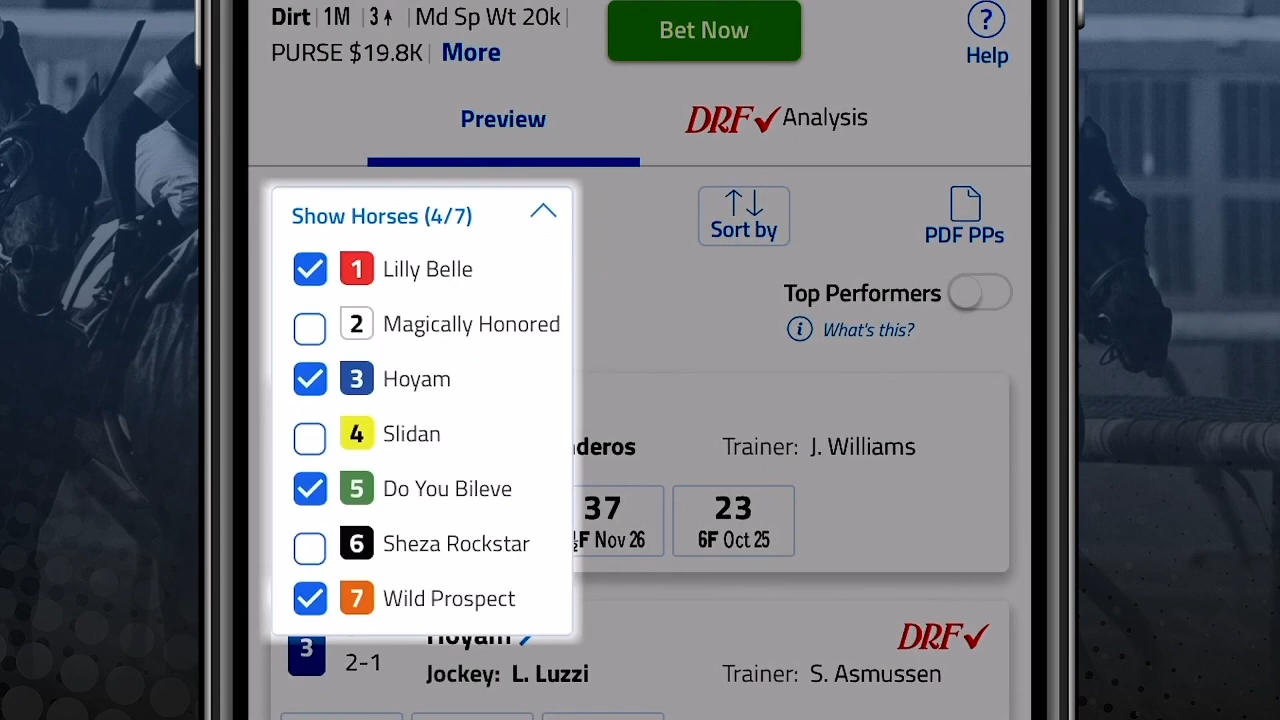 Dirt | 1M | 3 | Md Sp Wt 20k |
PURSE $19.8K | More
Bet Now
?
Help
Preview
DRF Analysis
Show Horses (4/7)
1 Lilly Belle
2 Magically Honored
3 Hoyam
4 Slidan
5 Do You Bileve
6 Sheza Rockstar
7 Wild Prospect
Sort by
PDF PPs
Top Performers
i What's this?
Trainer: J. Williams
37
F Nov 26
23
6F Oct 25
3
2-1
Hoyam
Jockey: L. Luzzi
DRF
Trainer: S. Asmussen